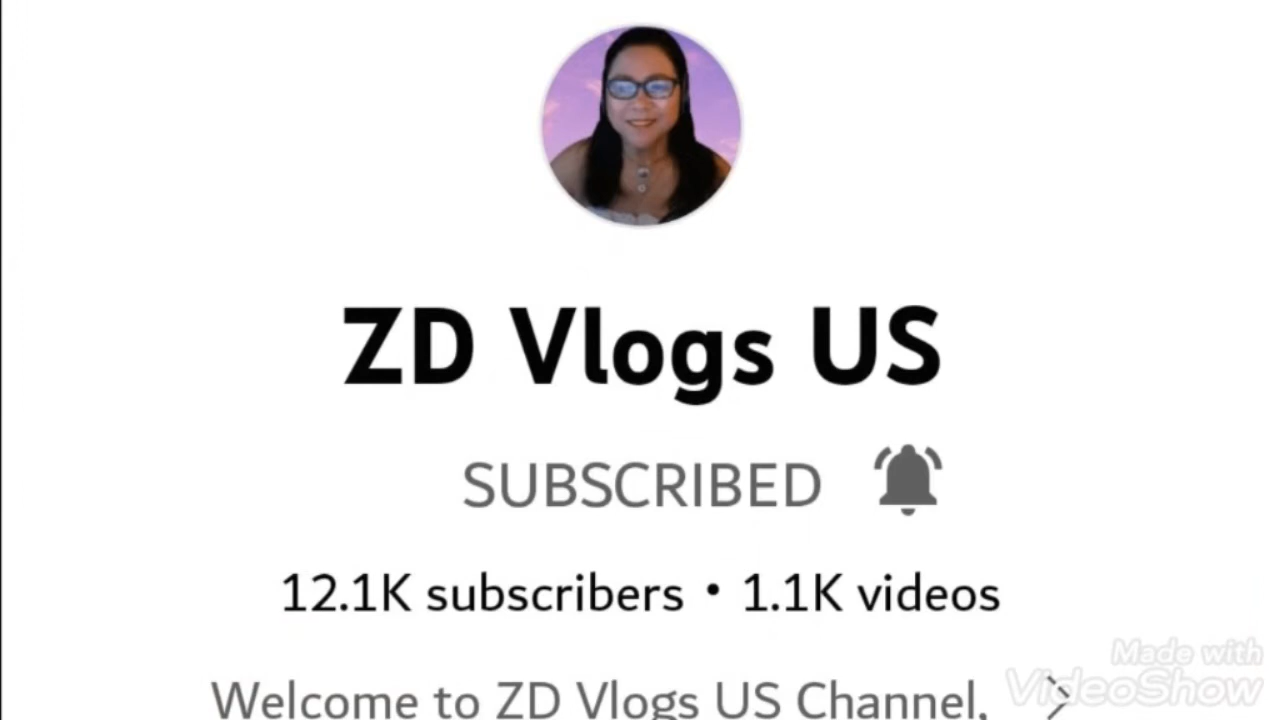 ZD Vlogs US
SUBSCRIBED
12.1K subscribers • 1.1K videos
Welcome to ZD Vlogs US Channel,
Made with
VideoShow